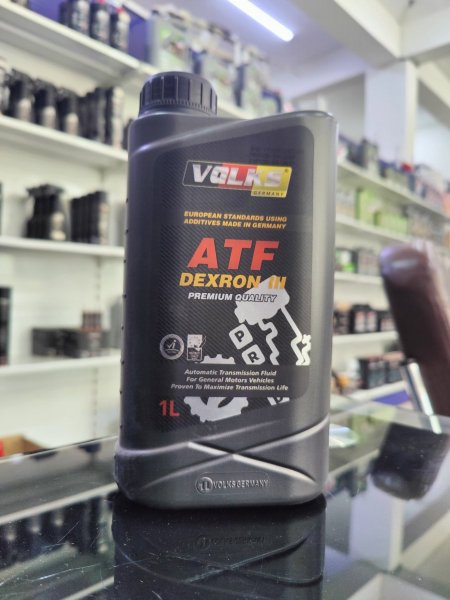 VOLKS
GERMANY
EUROPEAN STANDARDS USING
ADDITIVES MADE IN GERMANY
ATF
DEXRON III
PREMIUM QUALITY
P
R
Automatic Transmission Fluid
For General Motors Vehicles
Proven To Maximize Transmission Life
1L
VOLKS GERMANY